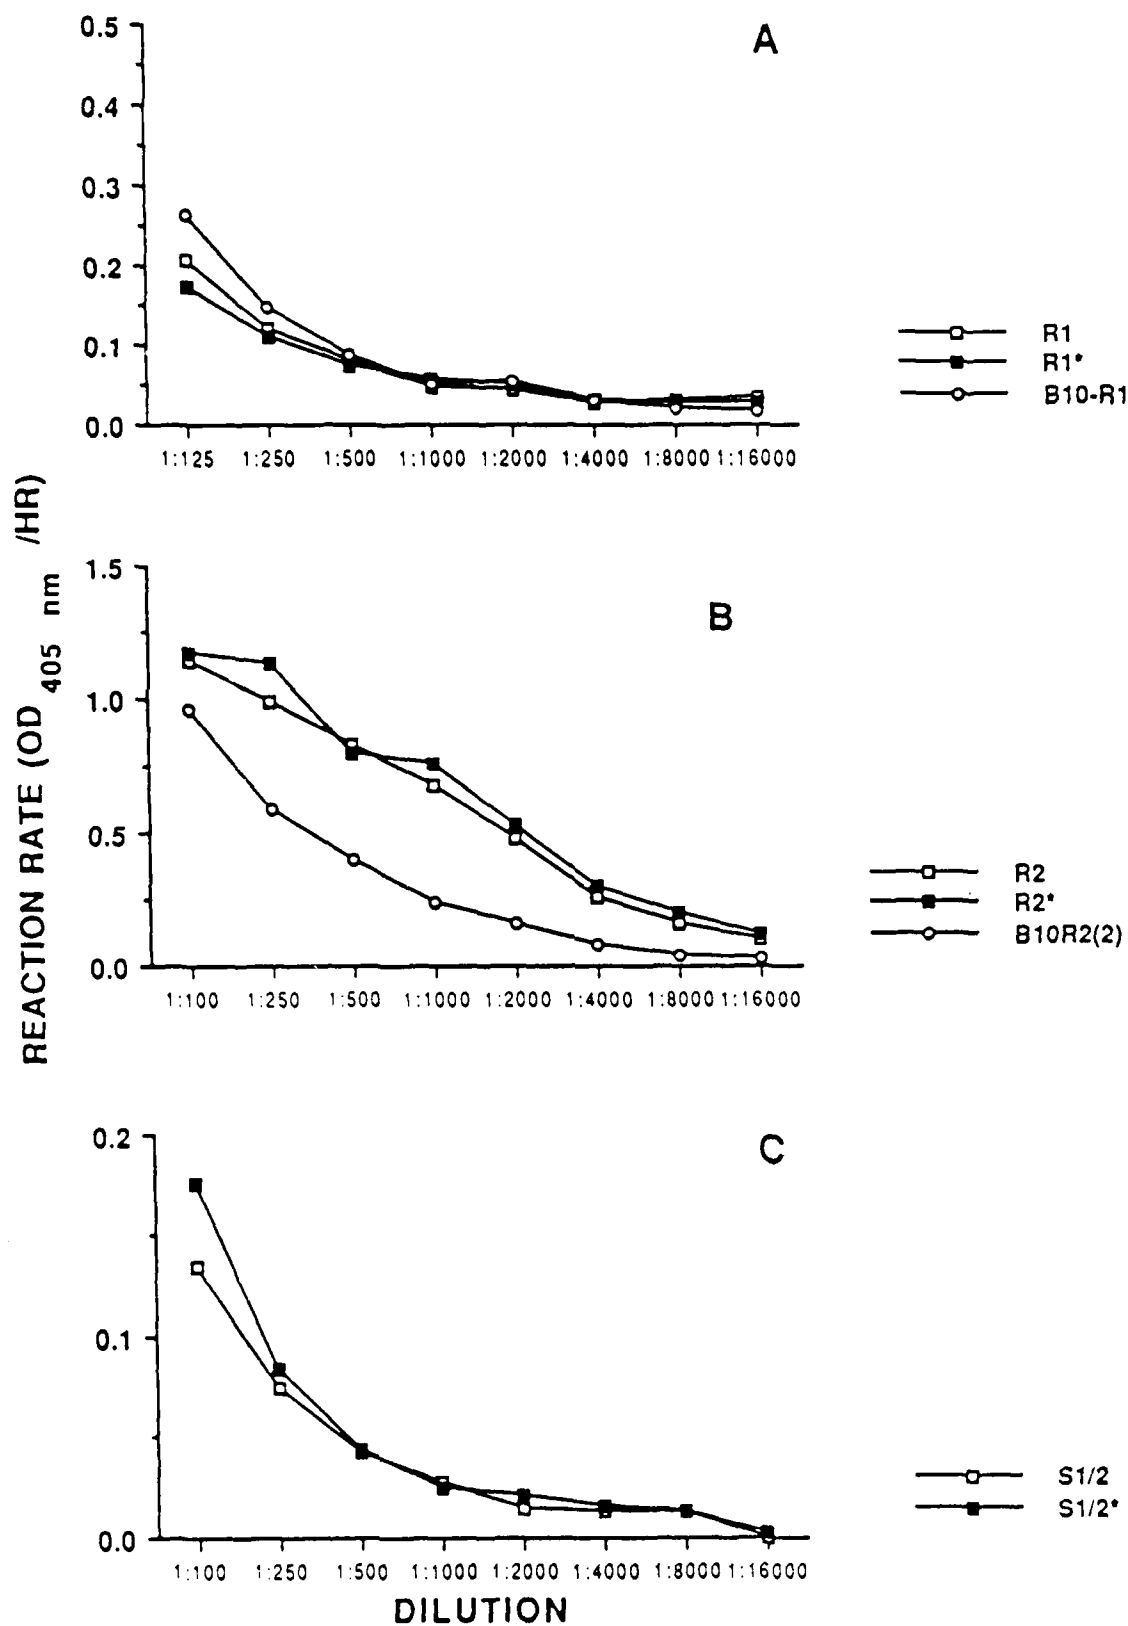 A
0.5
0.4
0.3
0.2
0.1
0.0
1:125 1:250 1:500 1:1000 1:2000 1:4000 1:8000 1:16000
R1
R1*
B10-R1
REACTION RATE (OD 405 nm /HR)
B
1.5
1.0
0.5
0.0
1:100 1:250 1:500 1:1000 1:2000 1:4000 1:8000 1:16000
R2
R2*
B10R2(2)
C
0.2
0.1
0.0
1:100 1:250 1:500 1:1000 1:2000 1:4000 1:8000 1:16000
S1/2
S1/2*
DILUTION